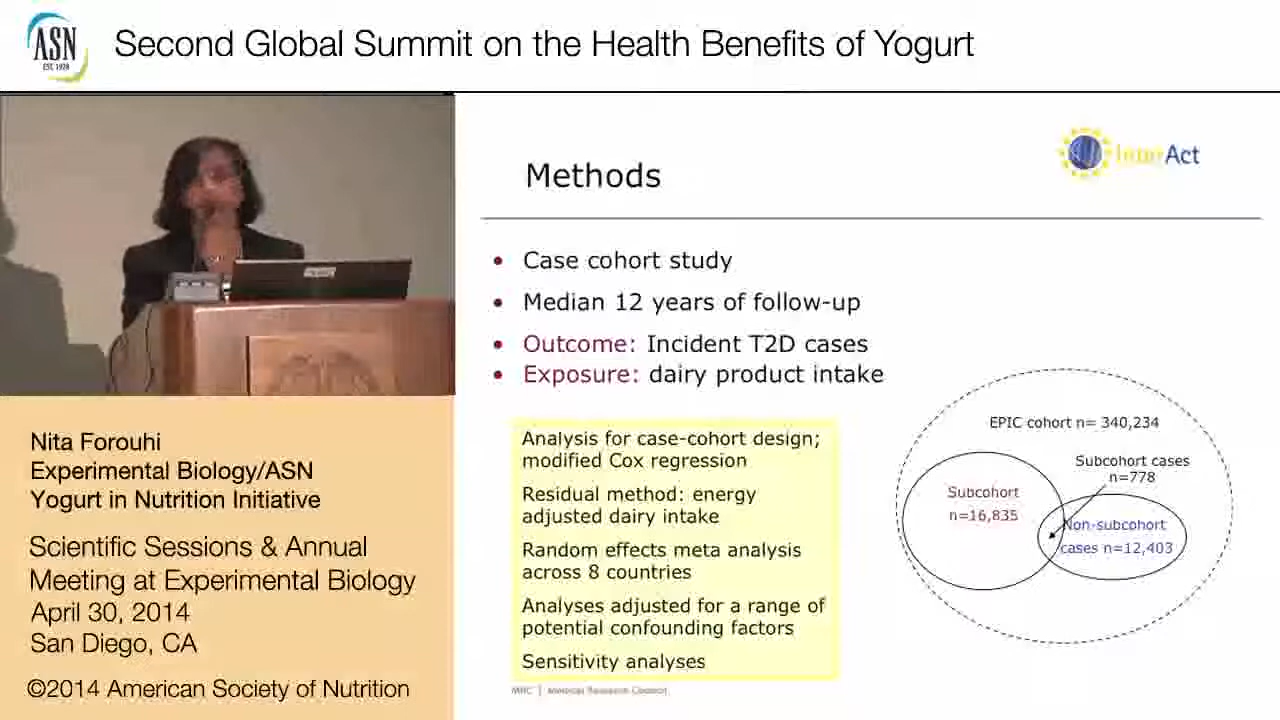 ASN
EST. 1928
Second Global Summit on the Health Benefits of Yogurt
InterAct
Methods
• Case cohort study
• Median 12 years of follow-up
• Outcome: Incident T2D cases
• Exposure: dairy product intake
Analysis for case-cohort design;
modified Cox regression
Residual method: energy
adjusted dairy intake
Random effects meta analysis
across 8 countries
Analyses adjusted for a range of
potential confounding factors
Sensitivity analyses
EPIC cohort n= 340,234
Subcohort cases
n=778
Subcohort
n=16,835
Non-subcohort
cases n=12,403
MRC | Medical Research Council
Nita Forouhi
Experimental Biology/ASN
Yogurt in Nutrition Initiative
Scientific Sessions & Annual
Meeting at Experimental Biology
April 30, 2014
San Diego, CA
©2014 American Society of Nutrition